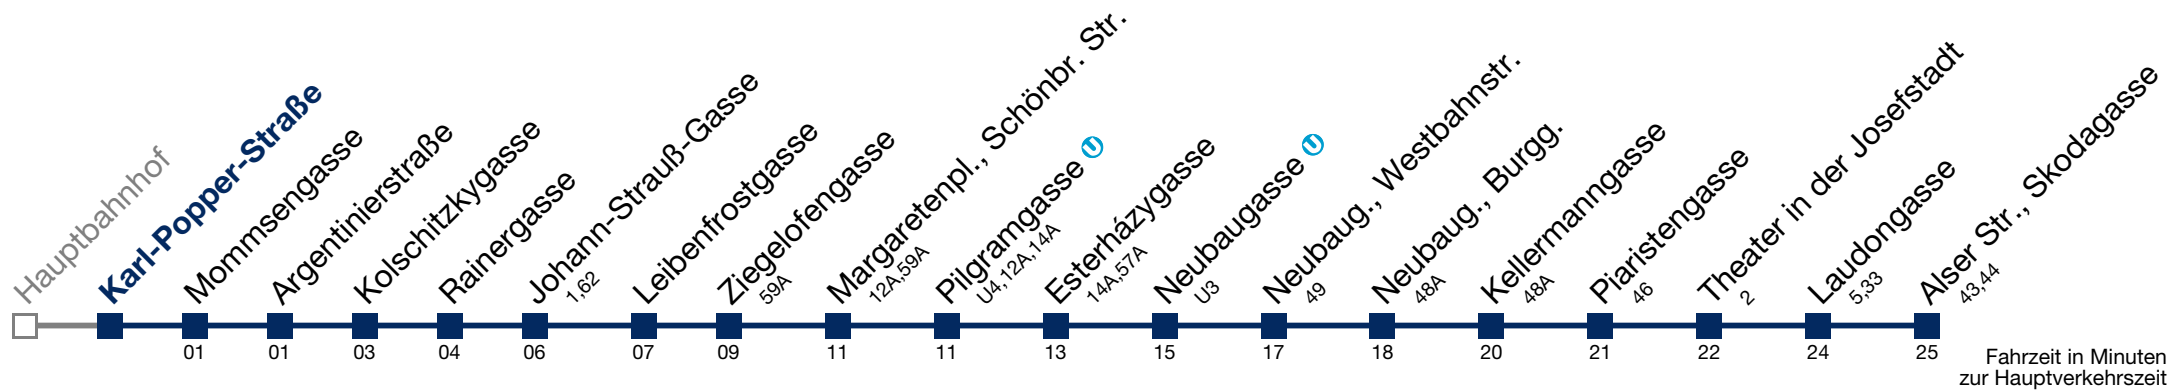 Hauptbahnhof
Karl-Popper-Straße
Mommsengasse
Argentinierstraße
Kolschitzkygasse
Rainergasse
Johann-Strauß-Gasse
1,62
Leibenfrostgasse
Ziegelofengasse
59A
Margaretenpl., Schönbr. Str.
12A,59A
Pilgramgasse U
U4,12A,14A
Esterházygasse
14A,57A
Neubaugasse U
U3
Neubaug., Westbahnstr.
49
Neubaug., Burgg.
48A
Kellermanngasse
48A
Piaristengasse
46
Theater in der Josefstadt
2
Laudongasse
5,33
Alser Str., Skodagasse
43,44
01 01 03 04 06 07 09 11 11 13 15 17 18 20 21 22 24 25
Fahrzeit in Minuten
zur Hauptverkehrszeit